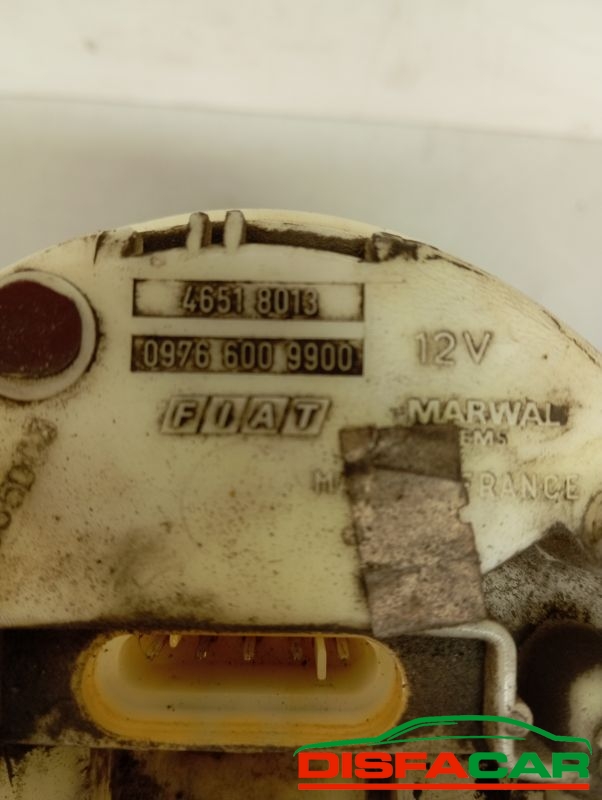 4651 8013
0976 600 9900
12V
FIAT
MARWAL
FRANCE
DISFACAR